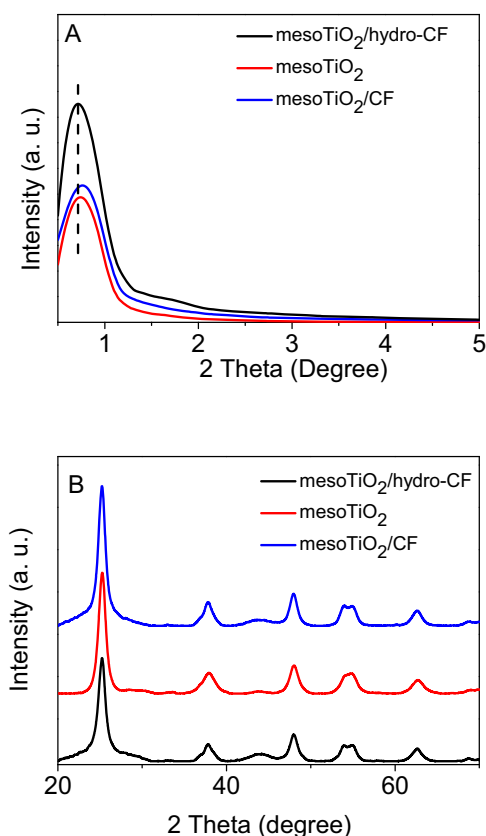 A
mesoTiO2/hydro-CF
mesoTiO2
mesoTiO2/CF
Intensity (a. u.)
1 2 3 4 5
2 Theta (Degree)
B
mesoTiO2/hydro-CF
mesoTiO2
mesoTiO2/CF
Intensity (a. u.)
20 40 60
2 Theta (degree)